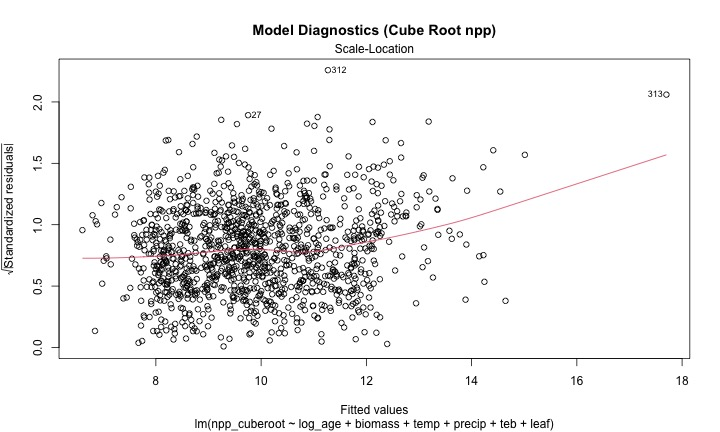 Model Diagnostics (Cube Root npp)
Scale-Location
√|Standardized residuals|
2.0
1.5
1.0
0.5
0.0
312
313
27
8
10
12
14
16
18
Fitted values
lm(npp_cuberoot ~ log_age + biomass + temp + precip + teb + leaf)